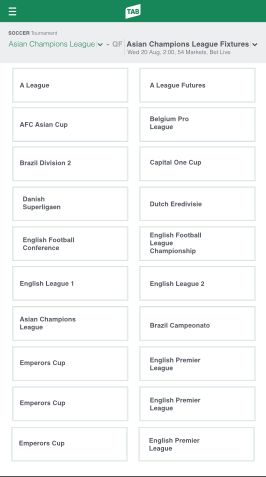 TAB
SOCCER Tournament
Asian Champions League - QF Asian Champions League Fixtures
Wed 20 Aug, 2:00, 54 Markets, Bet Live
A League
A League Futures
AFC Asian Cup
Belgium Pro
League
Brazil Division 2
Capital One Cup
Danish
Superligaen
Dutch Eredivisie
English Football
Conference
English Football
League
Championship
English League 1
English League 2
Asian Champions
League
Brazil Campeonato
Emperors Cup
English Premier
League
Emperors Cup
English Premier
League
Emperors Cup
English Premier
League